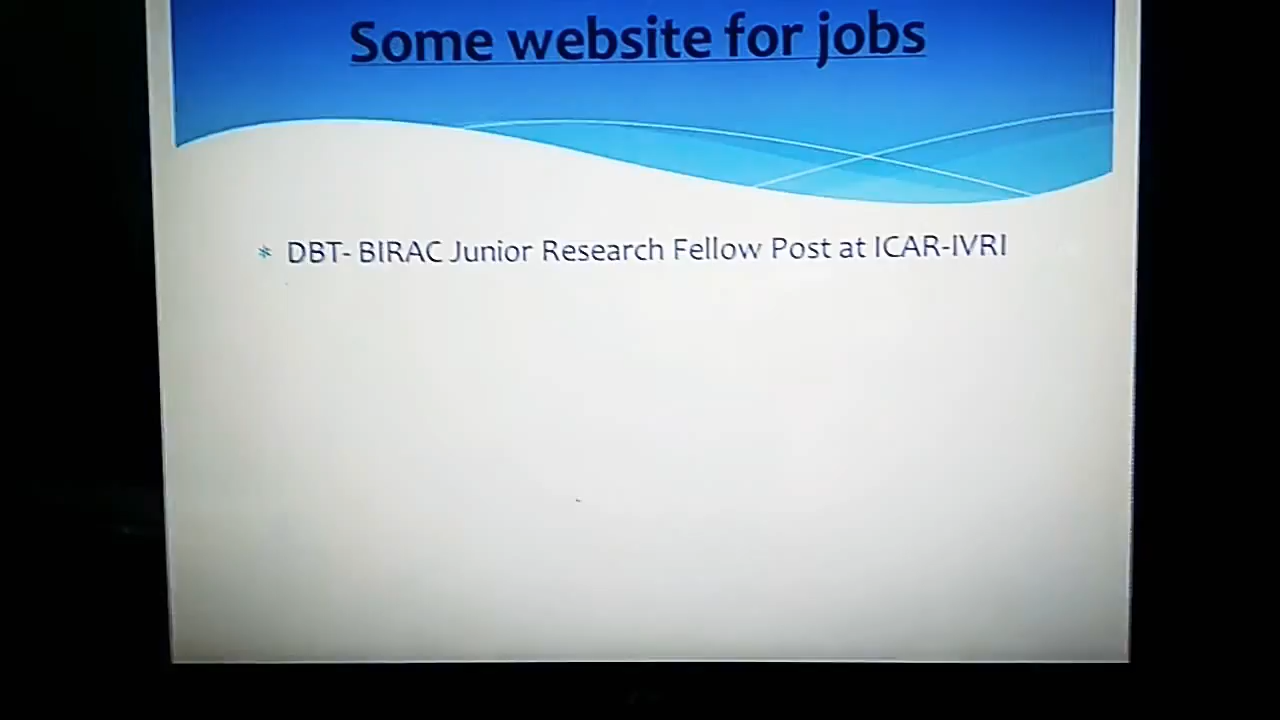 Some website for jobs
DBT- BIRAC Junior Research Fellow Post at ICAR-IVRI